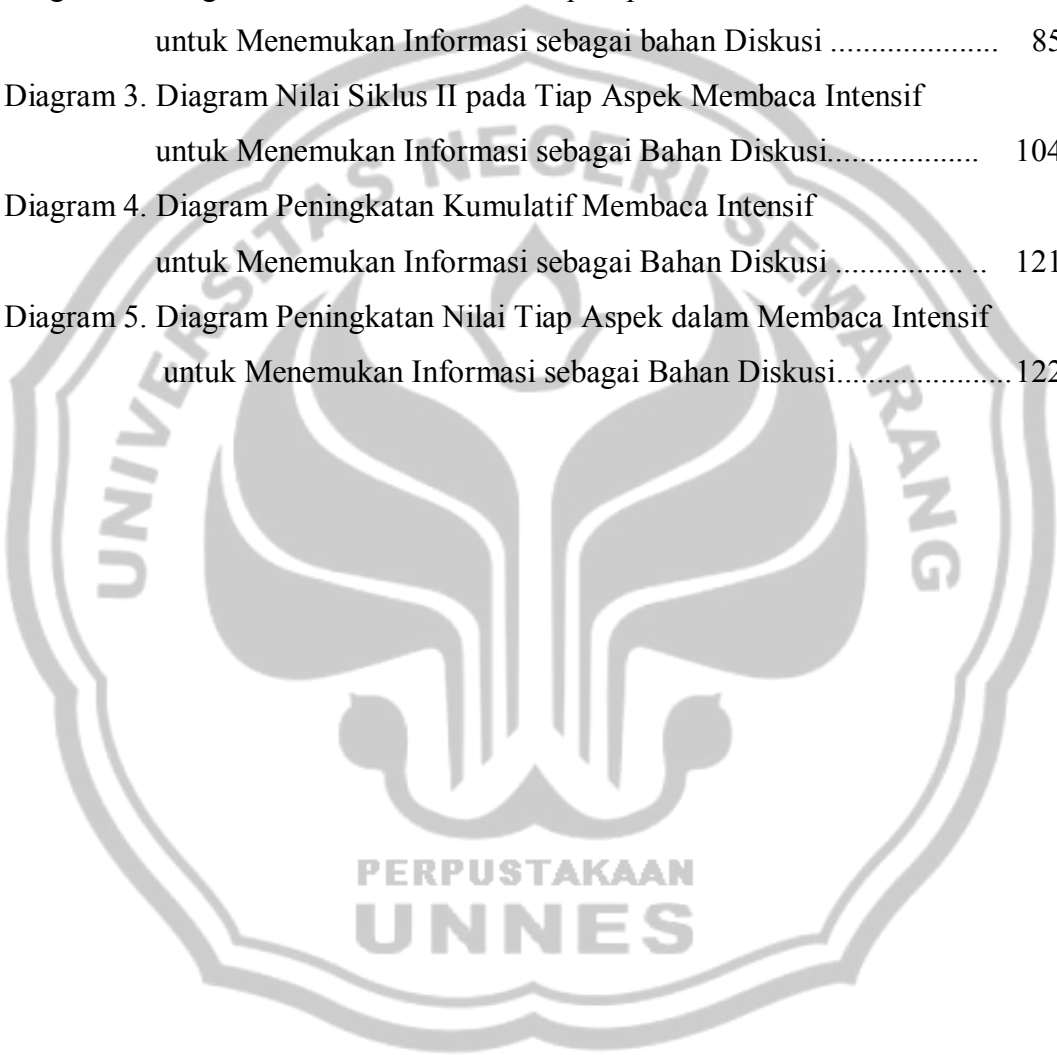 untuk Menemukan Informasi sebagai bahan Diskusi ..................... 85
Diagram 3. Diagram Nilai Siklus II pada Tiap Aspek Membaca Intensif
untuk Menemukan Informasi sebagai Bahan Diskusi.................. 104
Diagram 4. Diagram Peningkatan Kumulatif Membaca Intensif
untuk Menemukan Informasi sebagai Bahan Diskusi ............... .. 121
Diagram 5. Diagram Peningkatan Nilai Tiap Aspek dalam Membaca Intensif
untuk Menemukan Informasi sebagai Bahan Diskusi.....................122
UNIVERSITAS NEGERI SEMARANG
PERPUSTAKAAN
UNNES